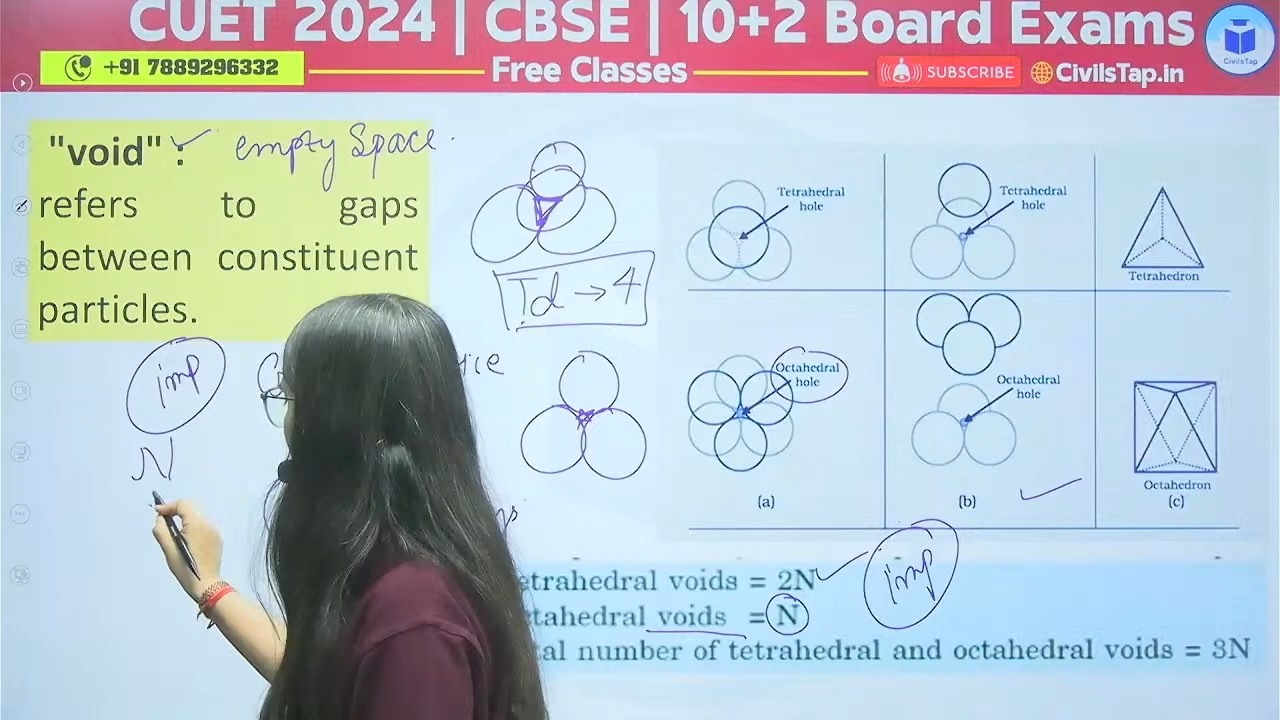 CUET 2024 | CBSE | 10+2 Board Exams
+91 7889296332
Free Classes
SUBSCRIBE
CivilsTap.in
CivilsTap
"void" : empty Space.
refers to gaps
between constituent
particles.
Td → 4
imp
N
Tetrahedral
hole
Tetrahedral
hole
Tetrahedron
Octahedral
hole
Octahedral
hole
Octahedron
(a)
(b)
(c)
etrahedral voids = 2N
tahedral voids = N
imp
al number of tetrahedral and octahedral voids = 3N